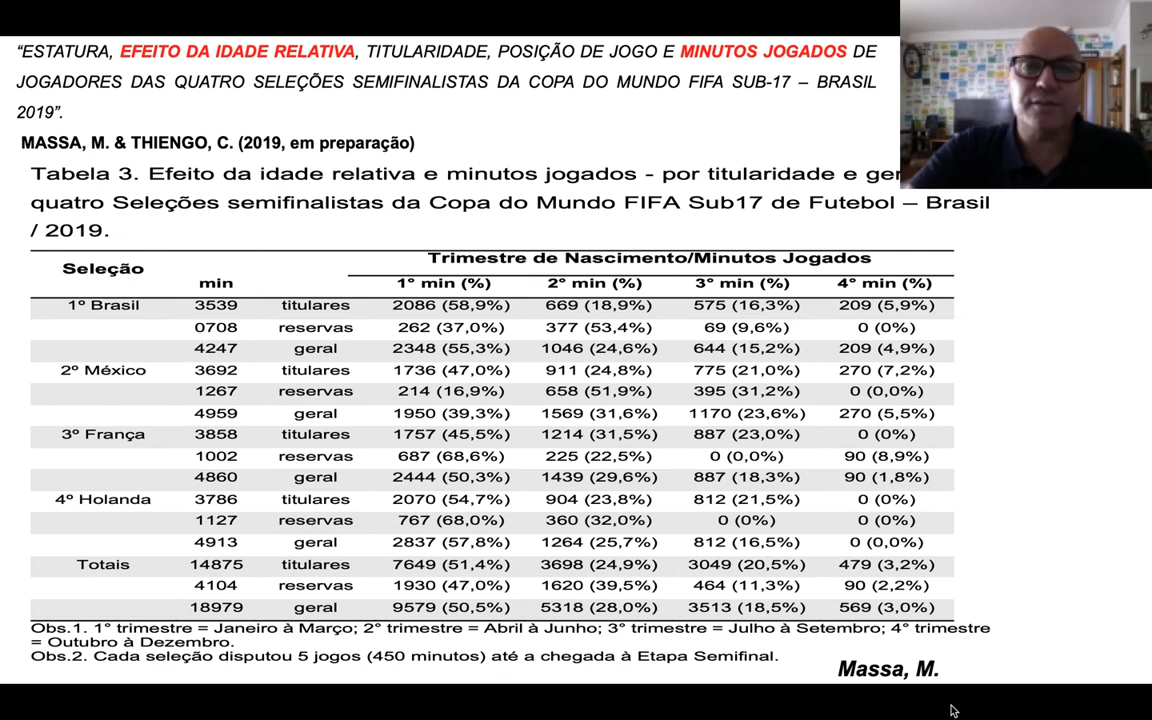 “ESTATURA, EFEITO DA IDADE RELATIVA, TITULARIDADE, POSIÇÃO DE JOGO E MINUTOS JOGADOS DE
JOGADORES DAS QUATRO SELEÇÕES SEMIFINALISTAS DA COPA DO MUNDO FIFA SUB-17 – BRASIL
2019”.
MASSA, M. & THIENGO, C. (2019, em preparação)
Tabela 3. Efeito da idade relativa e minutos jogados - por titularidade e
quatro Seleções semifinalistas da Copa do Mundo FIFA Sub17 de Futebol – Brasil
/ 2019.
Seleção min Trimestre de Nascimento/Minutos Jogados
1º min (%) 2º min (%) 3º min (%) 4º min (%)
1º Brasil 3539 titulares 2086 (58,9%) 669 (18,9%) 575 (16,3%) 209 (5,9%)
0708 reservas 262 (37,0%) 377 (53,4%) 69 (9,6%) 0 (0%)
4247 geral 2348 (55,3%) 1046 (24,6%) 644 (15,2%) 209 (4,9%)
2º México 3692 titulares 1736 (47,0%) 911 (24,8%) 775 (21,0%) 270 (7,2%)
1267 reservas 214 (16,9%) 658 (51,9%) 395 (31,2%) 0 (0,0%)
4959 geral 1950 (39,3%) 1569 (31,6%) 1170 (23,6%) 270 (5,5%)
3º França 3858 titulares 1757 (45,5%) 1214 (31,5%) 887 (23,0%) 0 (0%)
1002 reservas 687 (68,6%) 225 (22,5%) 0 (0,0%) 90 (8,9%)
4860 geral 2444 (50,3%) 1439 (29,6%) 887 (18,3%) 90 (1,8%)
4º Holanda 3786 titulares 2070 (54,7%) 904 (23,8%) 812 (21,5%) 0 (0%)
1127 reservas 767 (68,0%) 360 (32,0%) 0 (0%) 0 (0%)
4913 geral 2837 (57,8%) 1264 (25,7%) 812 (16,5%) 0 (0,0%)
Totais 14875 titulares 7649 (51,4%) 3698 (24,9%) 3049 (20,5%) 479 (3,2%)
4104 reservas 1930 (47,0%) 1620 (39,5%) 464 (11,3%) 90 (2,2%)
18979 geral 9579 (50,5%) 5318 (28,0%) 3513 (18,5%) 569 (3,0%)
Obs.1. 1° trimestre = Janeiro à Março; 2° trimestre = Abril à Junho; 3° trimestre = Julho à Setembro; 4° trimestre
= Outubro à Dezembro.
Obs.2. Cada seleção disputou 5 jogos (450 minutos) até a chegada à Etapa Semifinal.
Massa, M.